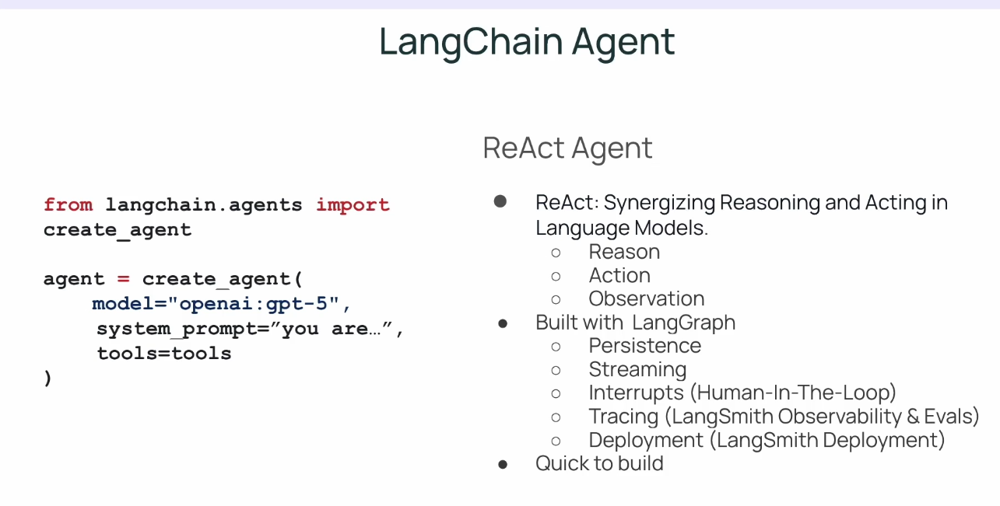 LangChain Agent
from langchain.agents import
create_agent
agent = create_agent(
model="openai:gpt-5",
system_prompt=”you are…”,
tools=tools
)
ReAct Agent
● ReAct: Synergizing Reasoning and Acting in
Language Models.
○ Reason
○ Action
○ Observation
● Built with LangGraph
○ Persistence
○ Streaming
○ Interrupts (Human-In-The-Loop)
○ Tracing (LangSmith Observability & Evals)
○ Deployment (LangSmith Deployment)
● Quick to build